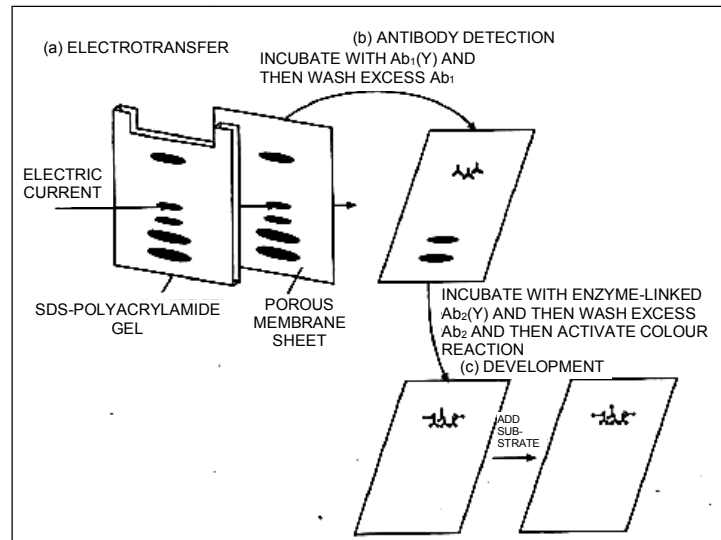 (a) ELECTROTRANSFER
(b) ANTIBODY DETECTION
INCUBATE WITH Ab₁(Y) AND
THEN WASH EXCESS Ab₁
ELECTRIC
CURRENT
SDS-POLYACRYLAMIDE
GEL
POROUS
MEMBRANE
SHEET
INCUBATE WITH ENZYME-LINKED
Ab₂(Y) AND THEN WASH EXCESS
Ab₂ AND THEN ACTIVATE COLOUR
REACTION
(c) DEVELOPMENT
ADD
SUB-
STRATE